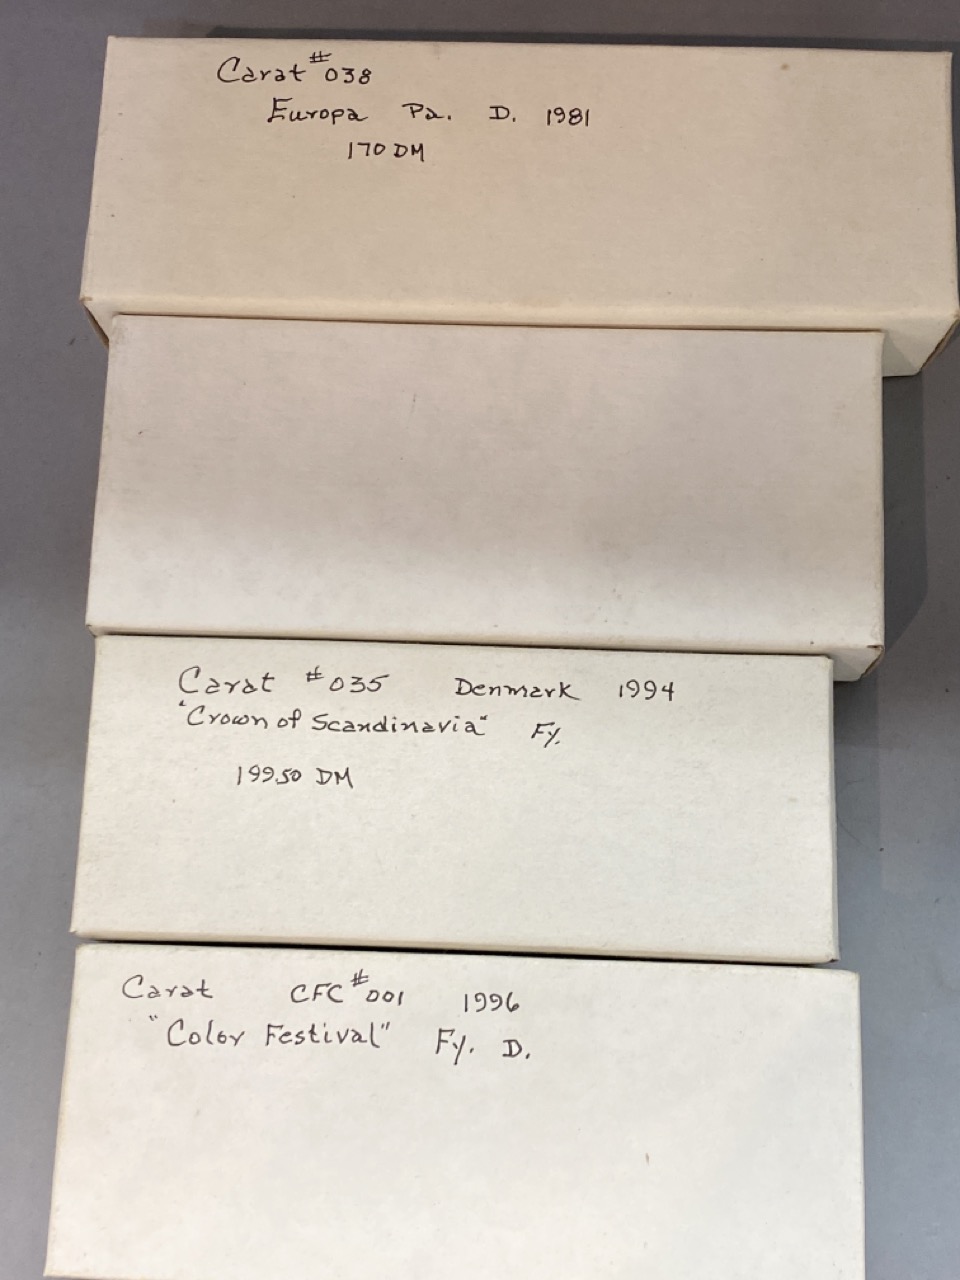 Carat #038
Europa Pa. D. 1981
170 DM
Carat #035 Denmark 1994
"Crown of Scandinavia" Fy.
199.50 DM
Carat CFC #001 1996
"Color Festival" Fy. D.